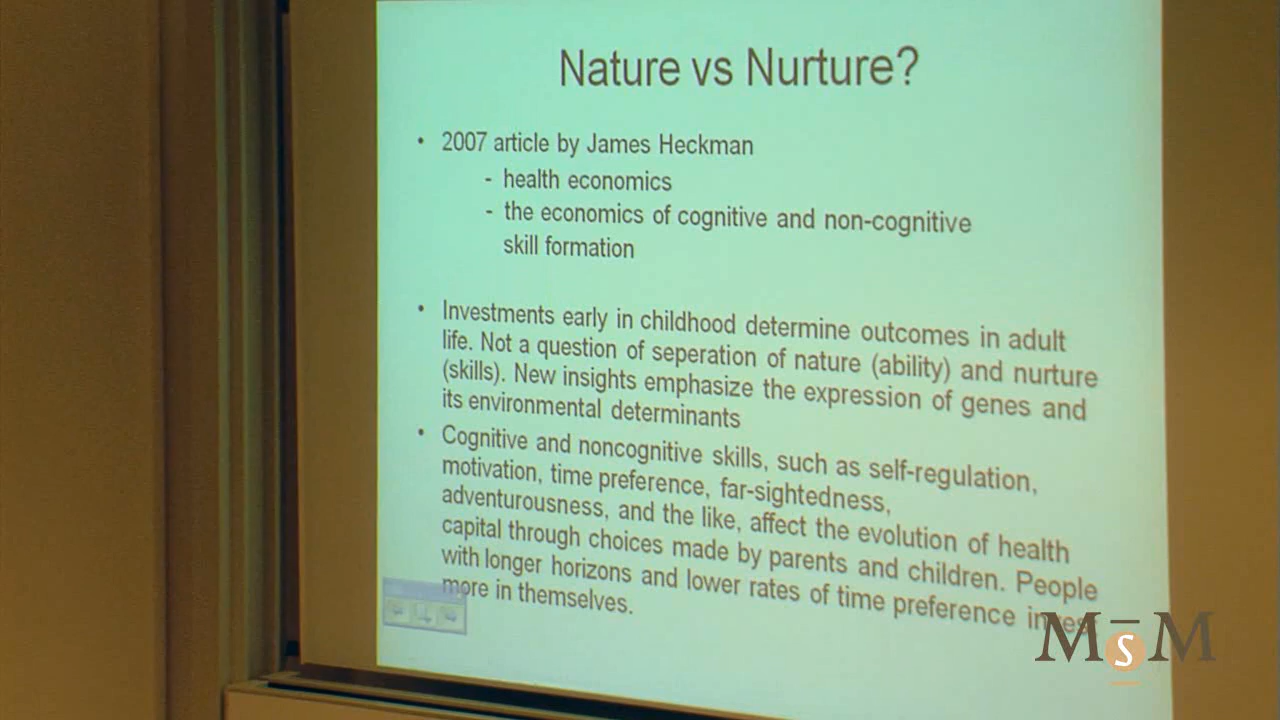 Nature vs Nurture?
• 2007 article by James Heckman
- health economics
- the economics of cognitive and non-cognitive
skill formation
• Investments early in childhood determine outcomes in adult
life. Not a question of seperation of nature (ability) and nurture
(skills). New insights emphasize the expression of genes and
its environmental determinants
• Cognitive and noncognitive skills, such as self-regulation,
motivation, time preference, far-sightedness,
adventurousness, and the like, affect the evolution of health
capital through choices made by parents and children. People
with longer horizons and lower rates of time preference inves
more in themselves.
MSM